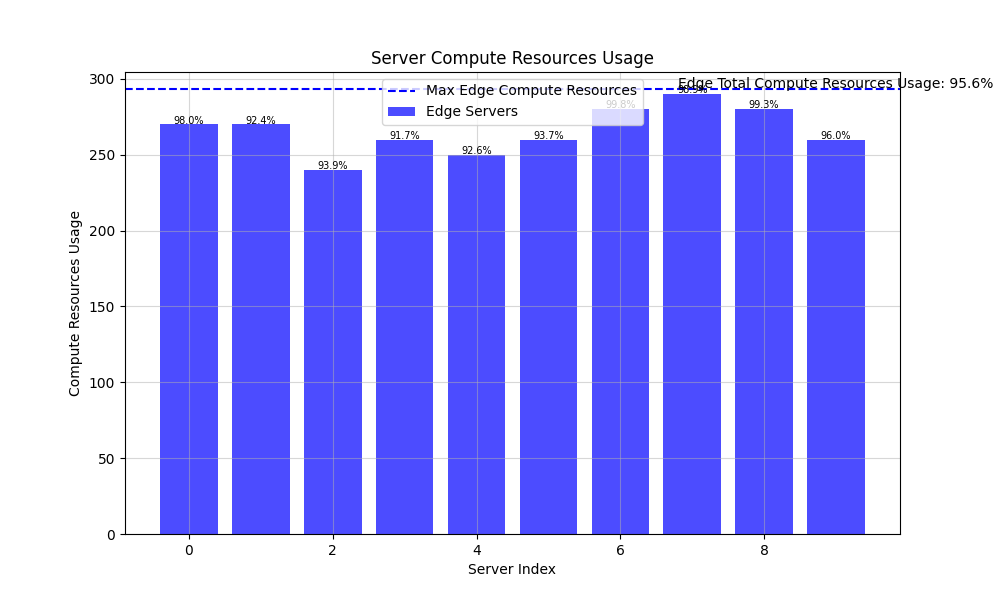 Server Compute Resources Usage
Edge Total Compute Resources Usage: 95.6%
Max Edge Compute Resources
Edge Servers
98.0%
92.4%
93.9%
91.7%
92.6%
93.7%
99.8%
99.3%
96.0%
300
250
200
150
100
50
0
Compute Resources Usage
0 2 4 6 8
Server Index